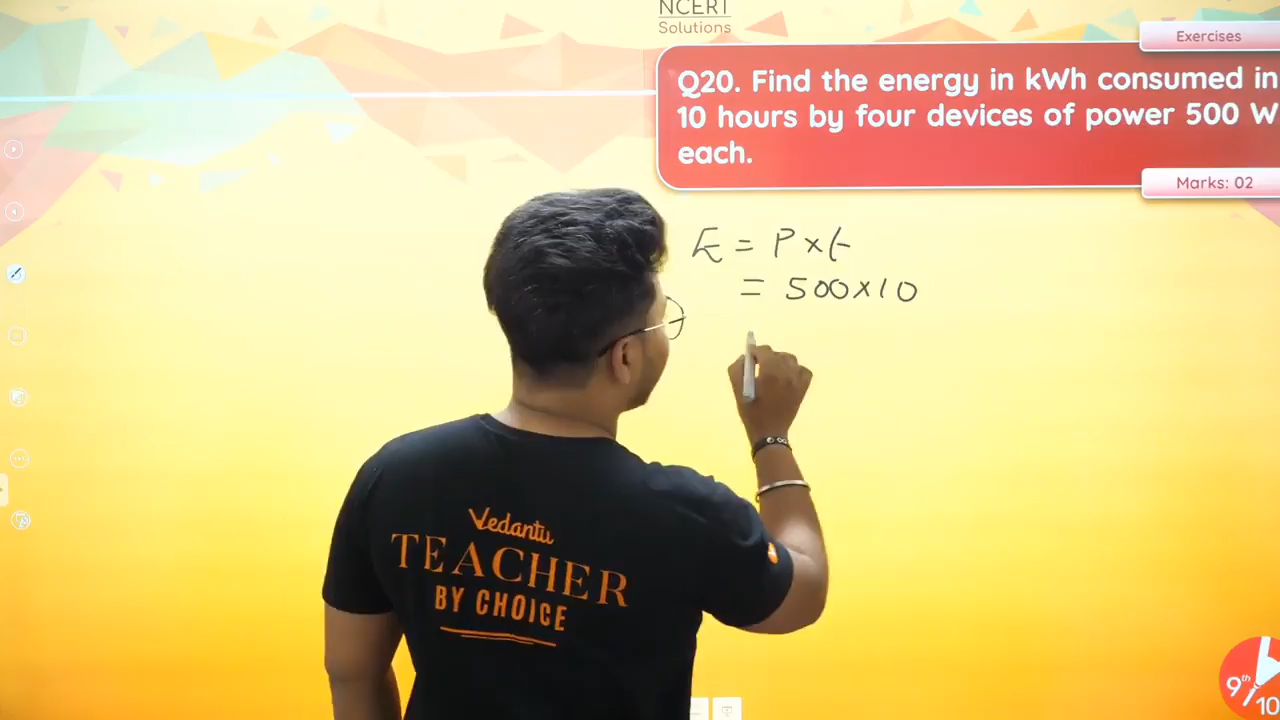 NCERT
Solutions
Exercises
Q20. Find the energy in kWh consumed in
10 hours by four devices of power 500 W
each.
Marks: 02
E = P × t
= 500 × 10
Vedantu
TEACHER
BY CHOICE
9th
10